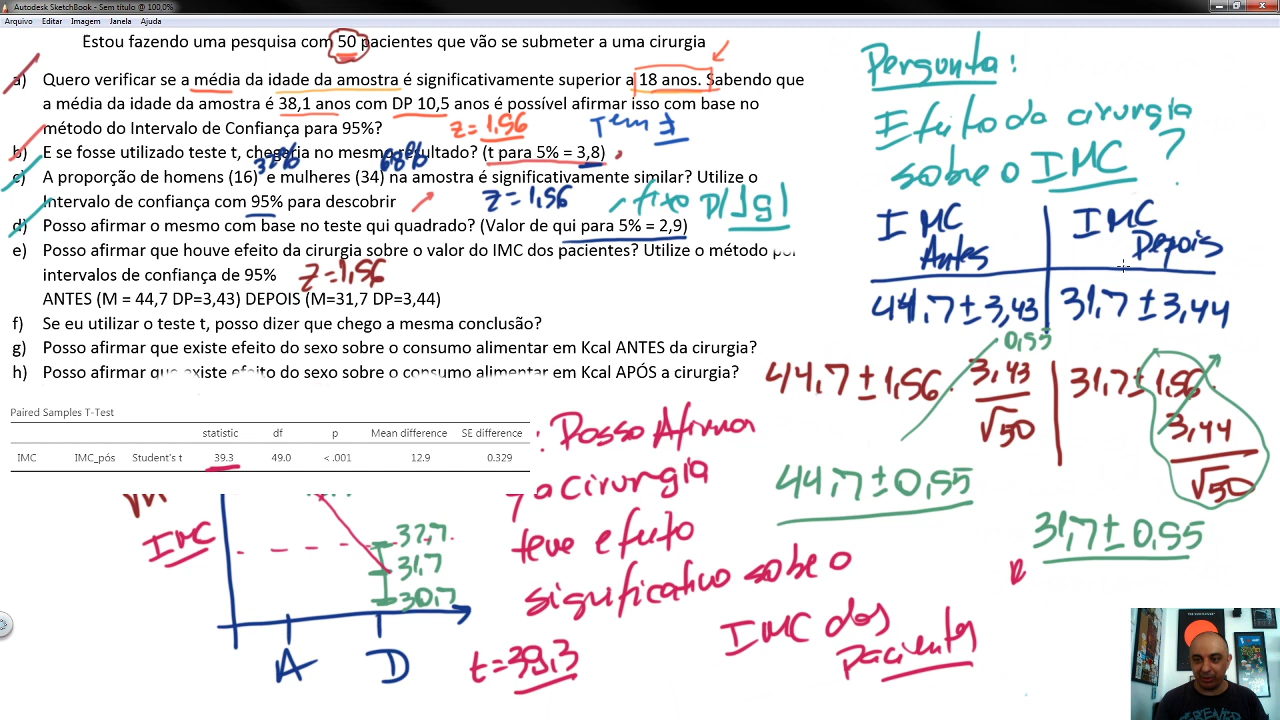 Autodesk SketchBook - Sem título @ 100,0%
Arquivo Editar Imagem Janela Ajuda
Estou fazendo uma pesquisa com 50 pacientes que vão se submeter a uma cirurgia
a) Quero verificar se a média da idade da amostra é significativamente superior a 18 anos. Sabendo que
a média da idade da amostra é 38,1 anos com DP 10,5 anos é possível afirmar isso com base no
método do Intervalo de Confiança para 95%?
z = 1,96
Tem ≠
b) E se fosse utilizado teste t, chegaria no mesmo resultado? (t para 5% = 3,8)
32% 68%
c) A proporção de homens (16) e mulheres (34) na amostra é significativamente similar? Utilize o
Intervalo de confiança com 95% para descobrir
z = 1,96
fixo p/ gl 1
d) Posso afirmar o mesmo com base no teste qui quadrado? (Valor de qui para 5% = 2,9)
e) Posso afirmar que houve efeito da cirurgia sobre o valor do IMC dos pacientes? Utilize o método por
intervalos de confiança de 95%
z = 1,96
ANTES (M = 44,7 DP=3,43) DEPOIS (M=31,7 DP=3,44)
f) Se eu utilizar o teste t, posso dizer que chego a mesma conclusão?
g) Posso afirmar que existe efeito do sexo sobre o consumo alimentar em Kcal ANTES da cirurgia?
h) Posso afirmar que existe efeito do sexo sobre o consumo alimentar em Kcal APÓS a cirurgia?
Pergunta:
Efeito da cirurgia
sobre o IMC ?
IMC Antes
IMC Depois
44,7 ± 3,43
31,7 ± 3,44
0,95
44,7 ± 1,96 . 3,43
√50
31,7 ± 1,96 .
3,44
√50
44,7 ± 0,95
31,7 ± 0,95
Paired Samples T-Test
statistic df p Mean difference SE difference
IMC IMC_pós Student's t 39.3 49.0 < .001 12.9 0.329
IMC
31,7
30,7
A D
: Posso Afirmar
q a cirurgia
teve efeito
significativo sobre o
IMC dos
pacientes
t = 39,3